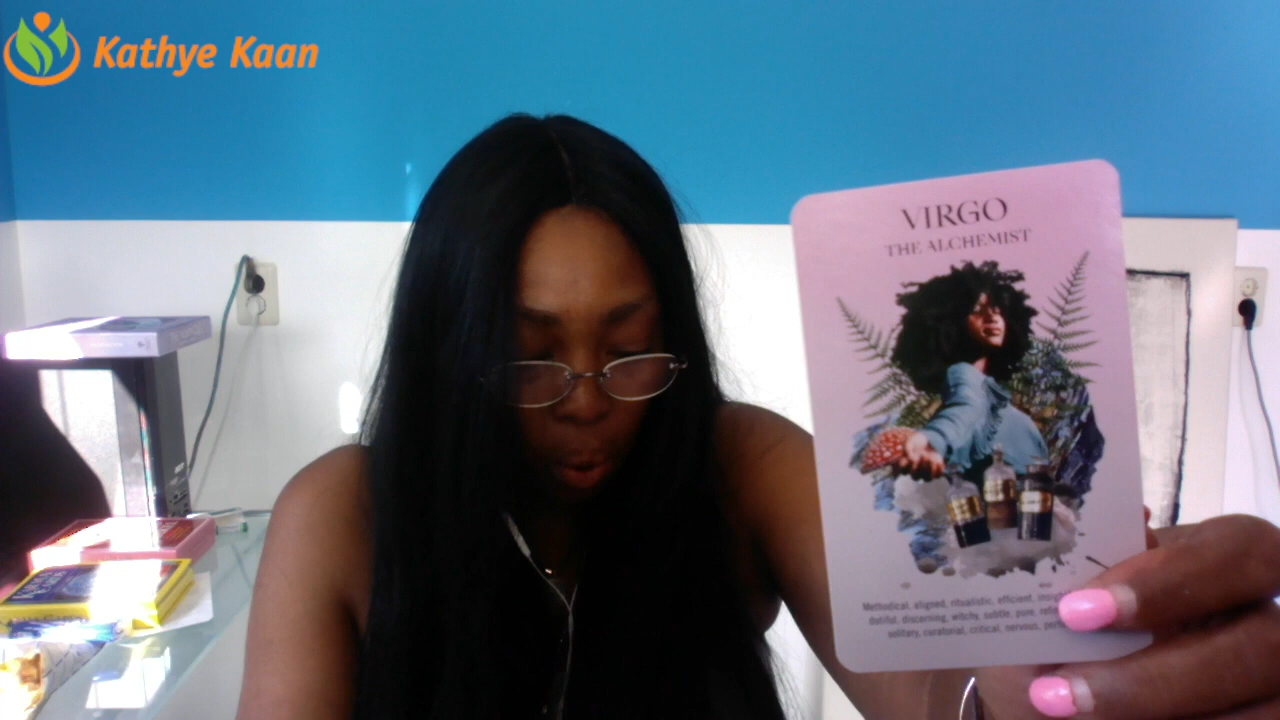 Kathye Kaan
VIRGO
THE ALCHEMIST
Methodical, aligned, ritualistic, efficient,
dutiful, discerning, witchy, subtle, pure,
solitary, curatorial, critical, nervous,